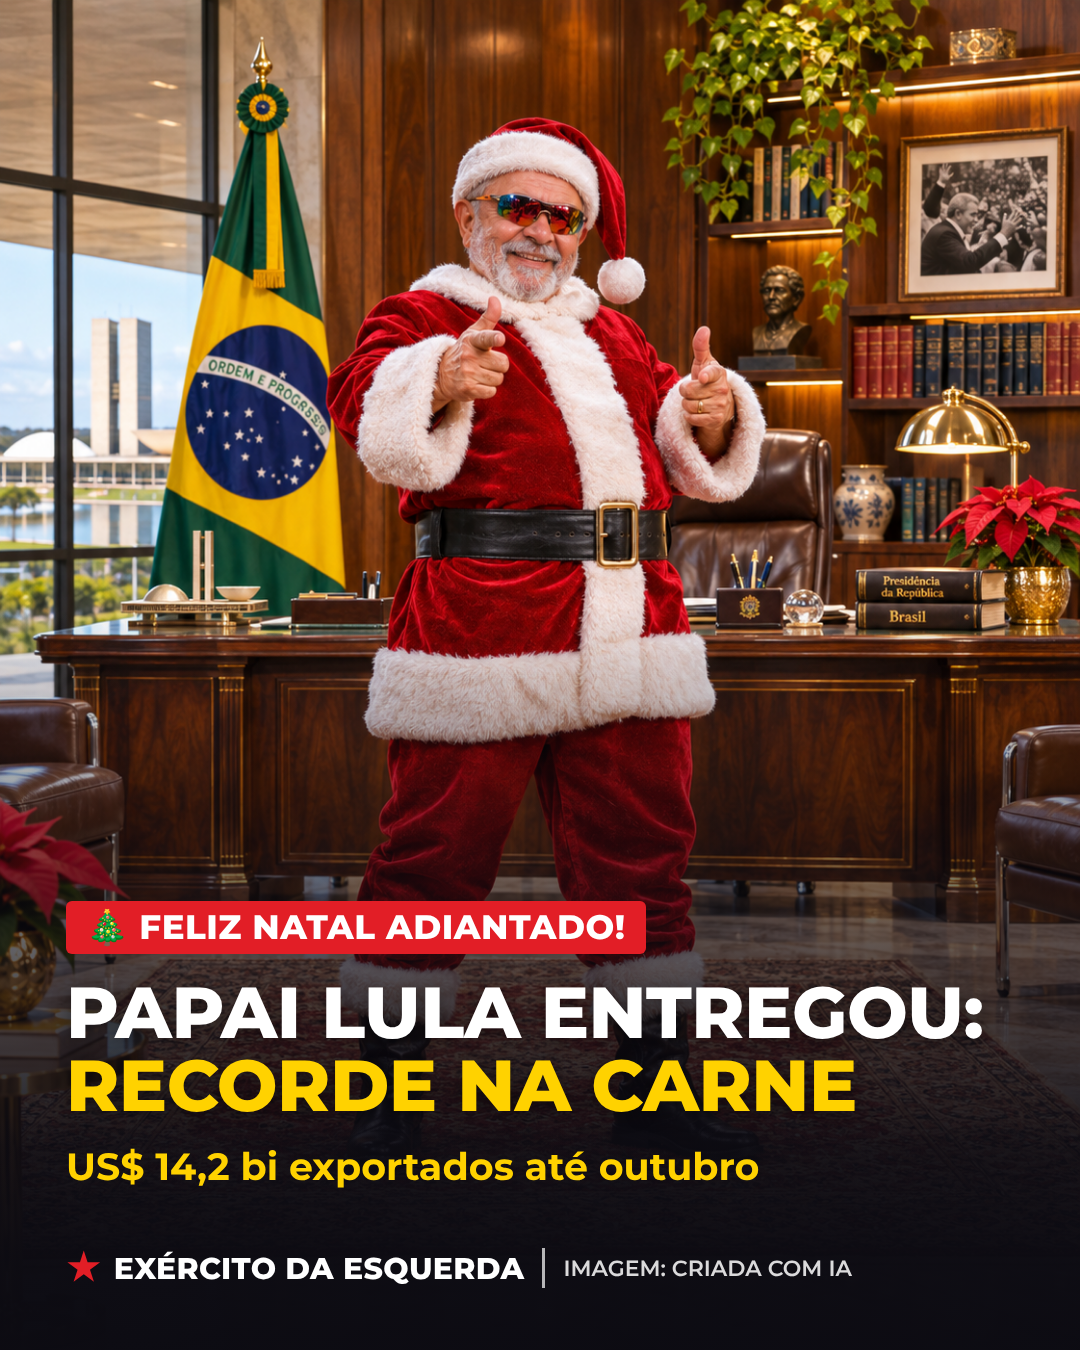 ORDEM E PROGRESSO
Presidência
da República
Brasil
🎄 FELIZ NATAL ADIANTADO!
PAPAI LULA ENTREGOU:
RECORDE NA CARNE
US$ 14,2 bi exportados até outubro
★ EXÉRCITO DA ESQUERDA | IMAGEM: CRIADA COM IA